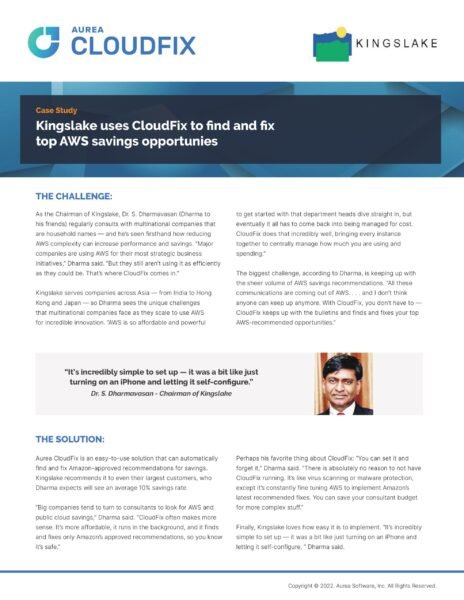 AUREA
CLOUDFIX
KINGSLAKE
Case Study
Kingslake uses CloudFix to find and fix
top AWS savings opportunies
THE CHALLENGE:
As the Chairman of Kingslake, Dr. S. Dharmavasan (Dharma to
his friends) regularly consults with multinational companies that
are household names — and he's seen firsthand how reducing
AWS complexity can increase performance and savings. "Major
companies are using AWS for their most strategic business
initiatives," Dharma said. "But they still aren't using it as efficiently
as they could be. That's where CloudFix comes in."
Kingslake serves companies across Asia — from India to Hong
Kong and Japan — so Dharma sees the unique challenges
that multinational companies face as they scale to use AWS
for incredible innovation. "AWS is so affordable and powerful
to get started with that department heads dive straight in, but
eventually it all has to come back into being managed for cost.
CloudFix does that incredibly well, bringing every instance
together to centrally manage how much you are using and
spending."
The biggest challenge, according to Dharma, is keeping up with
the sheer volume of AWS savings recommendations. "All these
communications are coming out of AWS. . . . and I don't think
anyone can keep up anymore. With CloudFix, you don't have to —
CloudFix keeps up with the bulletins and finds and fixes your top
AWS-recommended opportunities."
"It's incredibly simple to set up — it was a bit like just
turning on an iPhone and letting it self-configure."
Dr. S. Dharmavasan - Chairman of Kingslake
THE SOLUTION:
Aurea CloudFix is an easy-to-use solution that can automatically
find and fix Amazon-approved recommendations for savings.
Kingslake recommends it to even their largest customers, who
Dharma expects will see an average 10% savings rate.
"Big companies tend to turn to consultants to look for AWS and
public cloud savings," Dharma said. "CloudFix often makes more
sense. It's more affordable, it runs in the background, and it finds
and fixes only Amazon's approved recommendations, so you know
it's safe."
Perhaps his favorite thing about CloudFix: "You can set it and
forget it," Dharma said. "There is absolutely no reason to not have
CloudFix running. It's like virus scanning or malware protection,
except it's constantly fine tuning AWS to implement Amazon's
latest recommended fixes. You can save your consultant budget
for more complex stuff."
Finally, Kingslake loves how easy it is to implement. "It's incredibly
simple to set up — it was a bit like just turning on an iPhone and
letting it self-configure, " Dharma said.
Copyright © 2022. Aurea Software, Inc. All Rights Reserved.